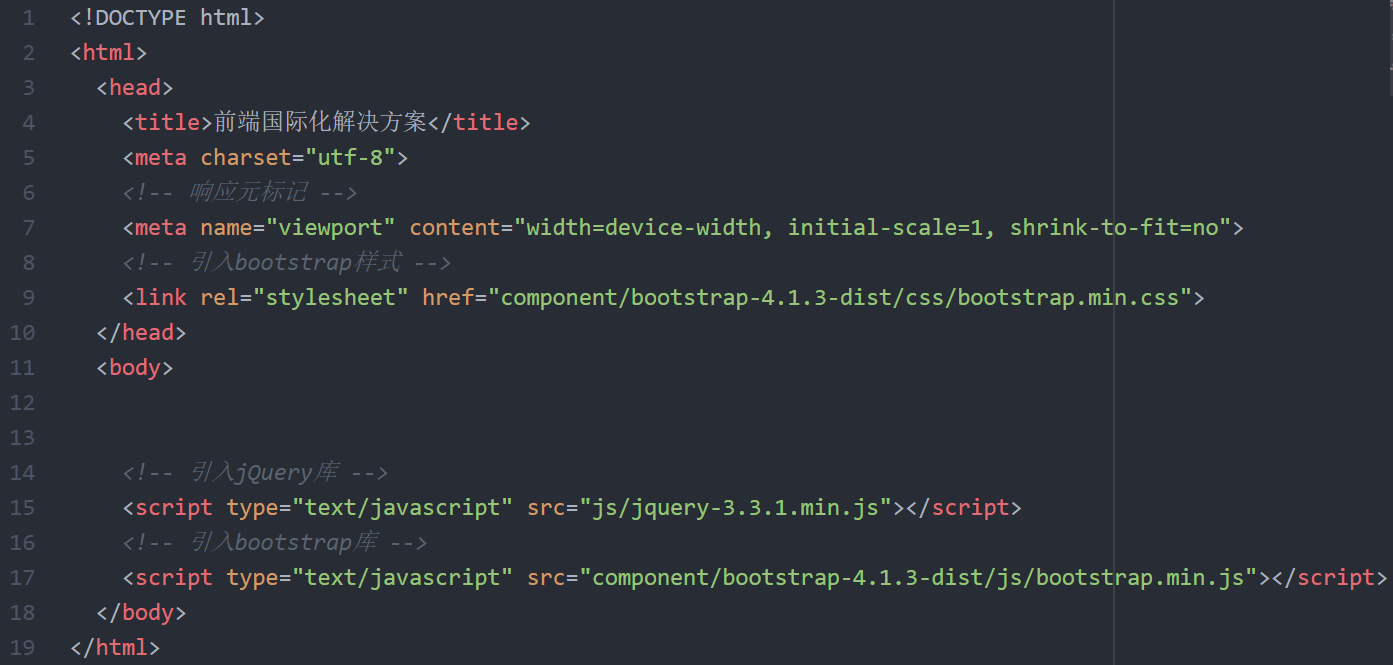 1 <!DOCTYPE html>
2 <html>
3 <head>
4 <title>前端国际化解决方案</title>
5 <meta charset="utf-8">
6 <!-- 响应元标记 -->
7 <meta name="viewport" content="width=device-width, initial-scale=1, shrink-to-fit=no">
8 <!-- 引入bootstrap样式 -->
9 <link rel="stylesheet" href="component/bootstrap-4.1.3-dist/css/bootstrap.min.css">
10 </head>
11 <body>
12
13
14 <!-- 引入jQuery库 -->
15 <script type="text/javascript" src="js/jquery-3.3.1.min.js"></script>
16 <!-- 引入bootstrap库 -->
17 <script type="text/javascript" src="component/bootstrap-4.1.3-dist/js/bootstrap.min.js"></script>
18 </body>
19 </html>